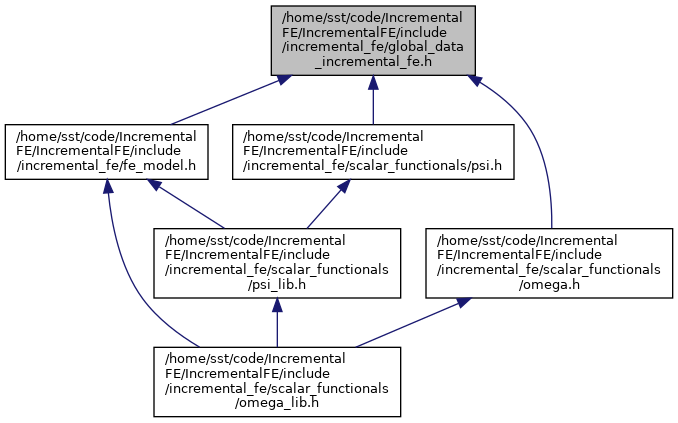 /home/sst/code/Incremental
FE/IncrementalFE/include
/incremental_fe/global_data
_incremental_fe.h
/home/sst/code/Incremental
FE/IncrementalFE/include
/incremental_fe/fe_model.h
/home/sst/code/Incremental
FE/IncrementalFE/include
/incremental_fe/scalar_functionals/psi.h
/home/sst/code/Incremental
FE/IncrementalFE/include
/incremental_fe/scalar_functionals
/psi_lib.h
/home/sst/code/Incremental
FE/IncrementalFE/include
/incremental_fe/scalar_functionals
/omega.h
/home/sst/code/Incremental
FE/IncrementalFE/include
/incremental_fe/scalar_functionals
/omega_lib.h